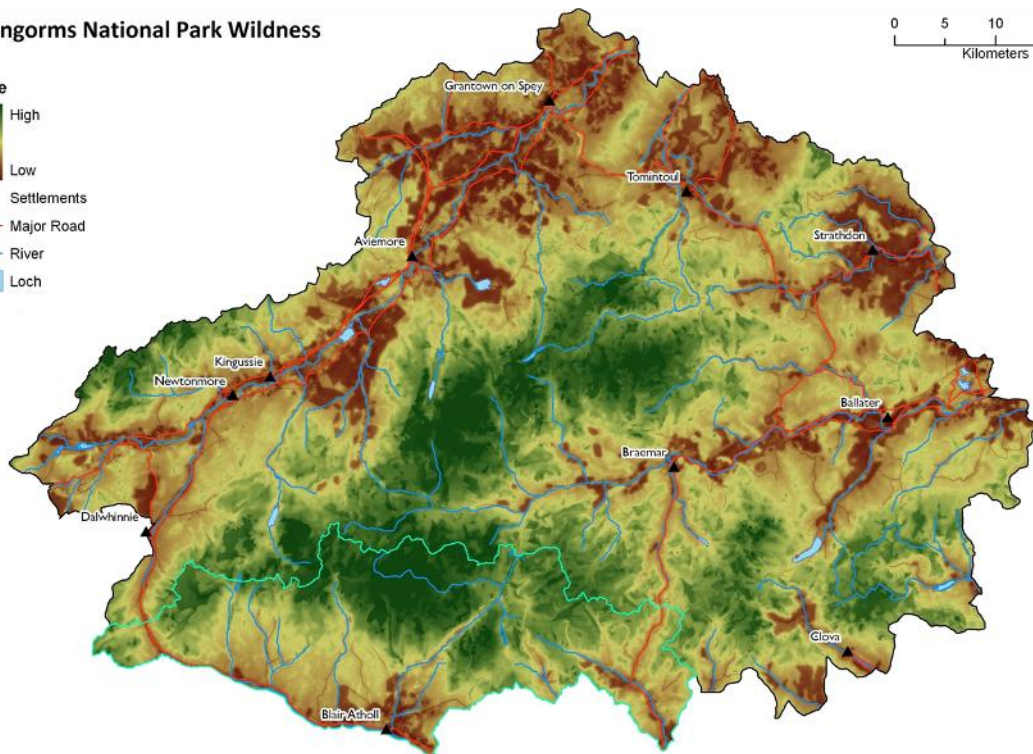 ngorms National Park Wildness
0 5 10
Kilometers
e
High
Low
Settlements
Major Road
River
Loch
Grantown on Spey
Tomintoul
Strathdon
Aviemore
Kingussie
Newtonmore
Ballater
Braemar
Dalwhinnie
Clova
Blair Atholl